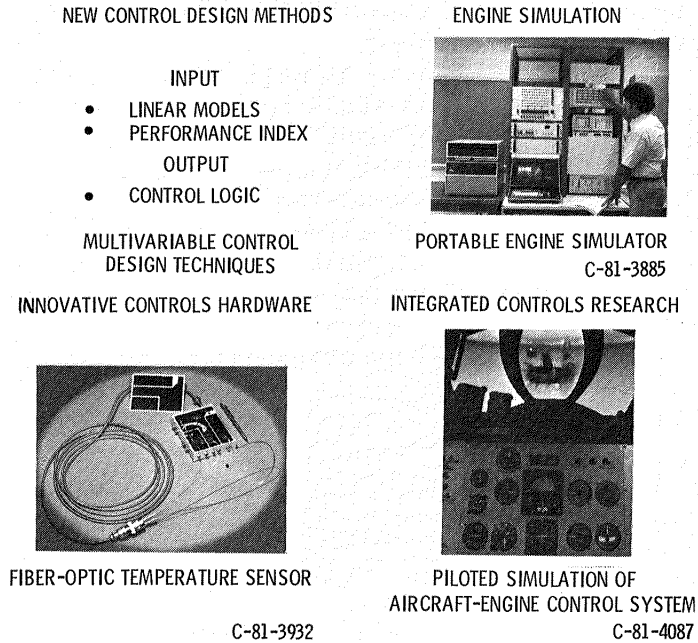 NEW CONTROL DESIGN METHODS
INPUT
• LINEAR MODELS
• PERFORMANCE INDEX
OUTPUT
• CONTROL LOGIC
MULTIVARIABLE CONTROL
DESIGN TECHNIQUES
ENGINE SIMULATION
PORTABLE ENGINE SIMULATOR
C-81-3885
INNOVATIVE CONTROLS HARDWARE
FIBER-OPTIC TEMPERATURE SENSOR
C-81-3932
INTEGRATED CONTROLS RESEARCH
PILOTED SIMULATION OF
AIRCRAFT-ENGINE CONTROL SYSTEM
C-81-4087